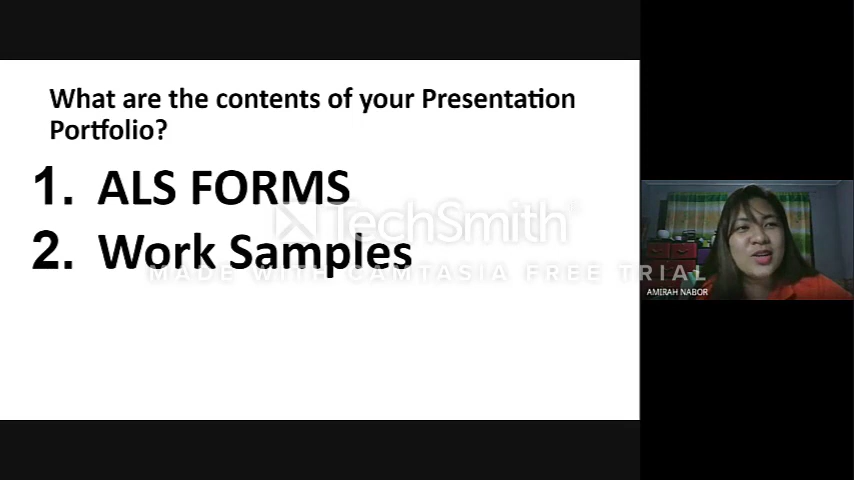 What are the contents of your Presentation
Portfolio?
1. ALS FORMS
2. Work Samples
TechSmith
MADE WITH CAMTASIA FREE TRIAL
AMIRAH NABOR